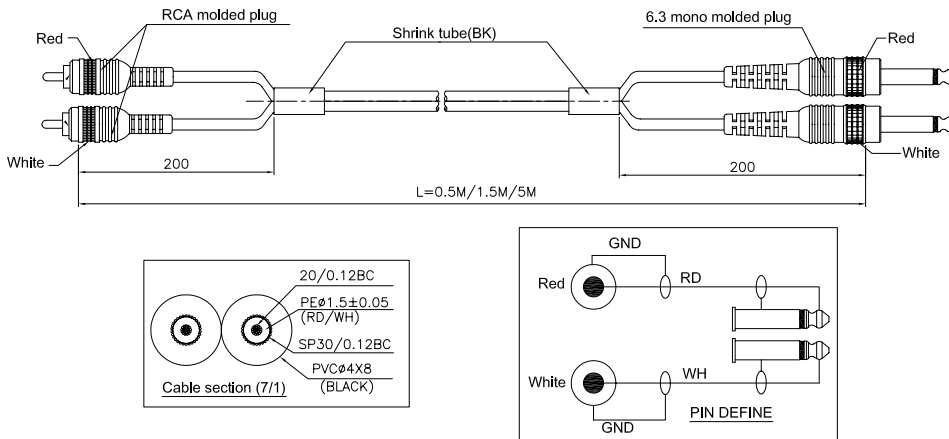 RCA molded plug
Red
Shrink tube(BK)
6.3 mono molded plug
Red
White
White
200
200
L=0.5M/1.5M/5M
20/0.12BC
PEø1.5±0.05
(RD/WH)
SP30/0.12BC
PVCø4X8
(BLACK)
Cable section (7/1)
GND
Red
RD
White
WH
GND
PIN DEFINE